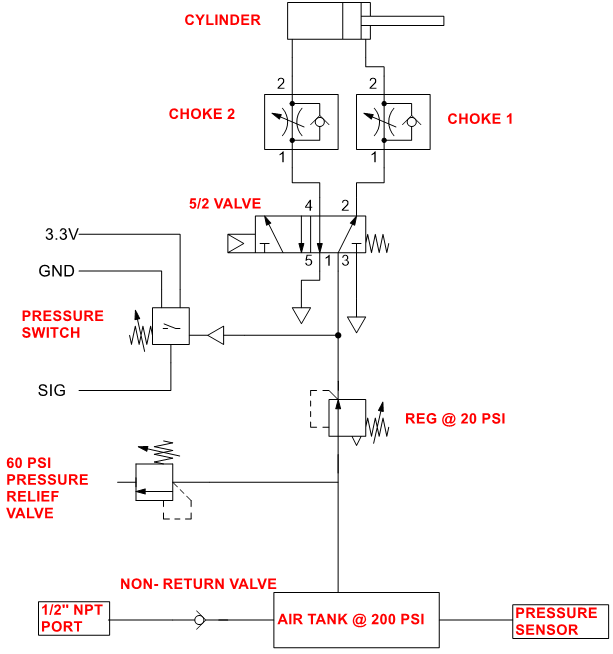 CYLINDER
2
2
CHOKE 2
CHOKE 1
1
1
5/2 VALVE
4
2
3.3V
5
1
3
GND
PRESSURE
SWITCH
SIG
REG @ 20 PSI
60 PSI
PRESSURE
RELIEF
VALVE
NON- RETURN VALVE
1/2" NPT
PORT
AIR TANK @ 200 PSI
PRESSURE
SENSOR